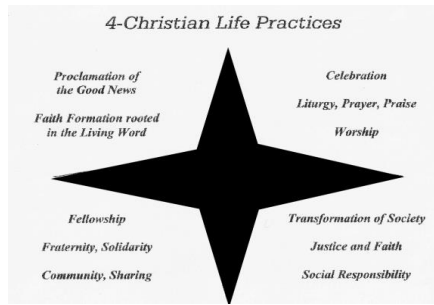 4-Christian Life Practices
Proclamation of
the Good News
Faith Formation rooted
in the Living Word
Celebration
Liturgy, Prayer, Praise
Worship
Fellowship
Fraternity, Solidarity
Community, Sharing
Transformation of Society
Justice and Faith
Social Responsibility